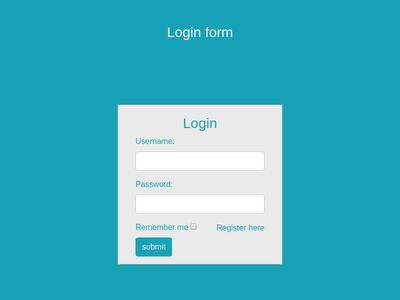 Login form
Login
Username:
Password:
Remember me Register here
submit